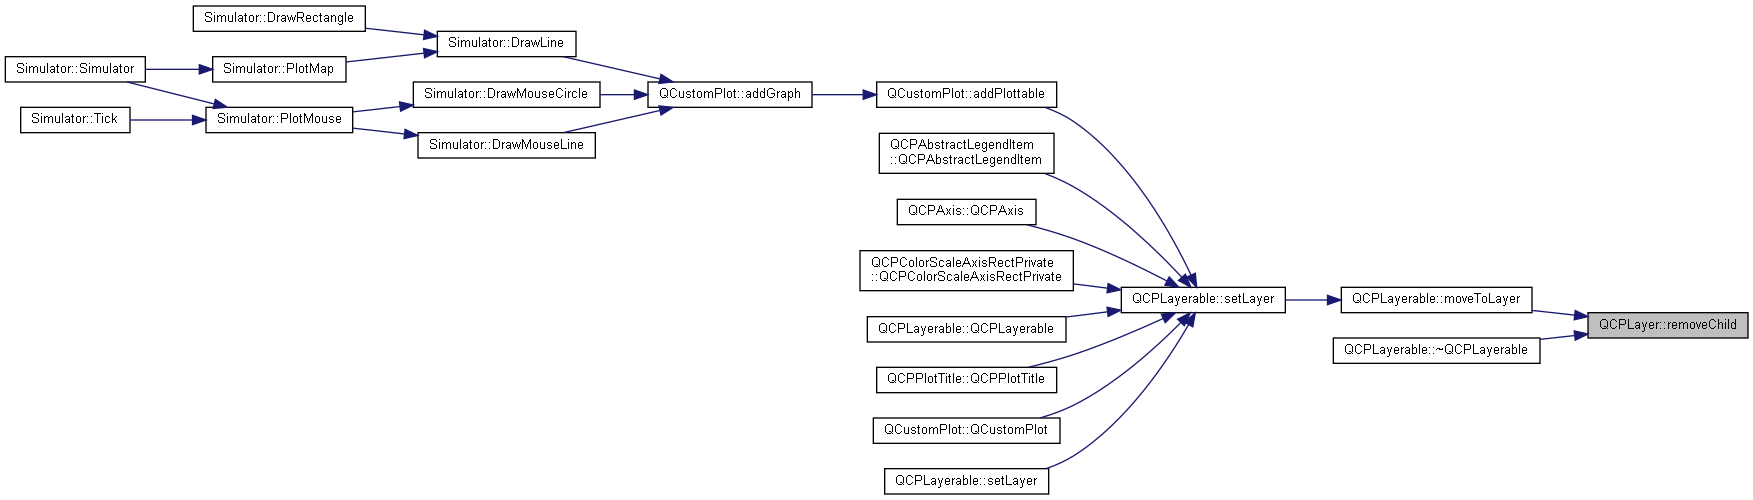 Simulator::DrawRectangle
Simulator::DrawLine
Simulator::Simulator
Simulator::PlotMap
Simulator::DrawMouseCircle
QCustomPlot::addGraph
QCustomPlot::addPlottable
Simulator::Tick
Simulator::PlotMouse
Simulator::DrawMouseLine
QCPAbstractLegendItem
::QCPAbstractLegendItem
QCPAxis::QCPAxis
QCPColorScaleAxisRectPrivate
::QCPColorScaleAxisRectPrivate
QCPLayerable::setLayer
QCPLayerable::moveToLayer
QCPLayer::removeChild
QCPLayerable::QCPLayerable
QCPLayerable::~QCPLayerable
QCPPlotTitle::QCPPlotTitle
QCustomPlot::QCustomPlot
QCPLayerable::setLayer